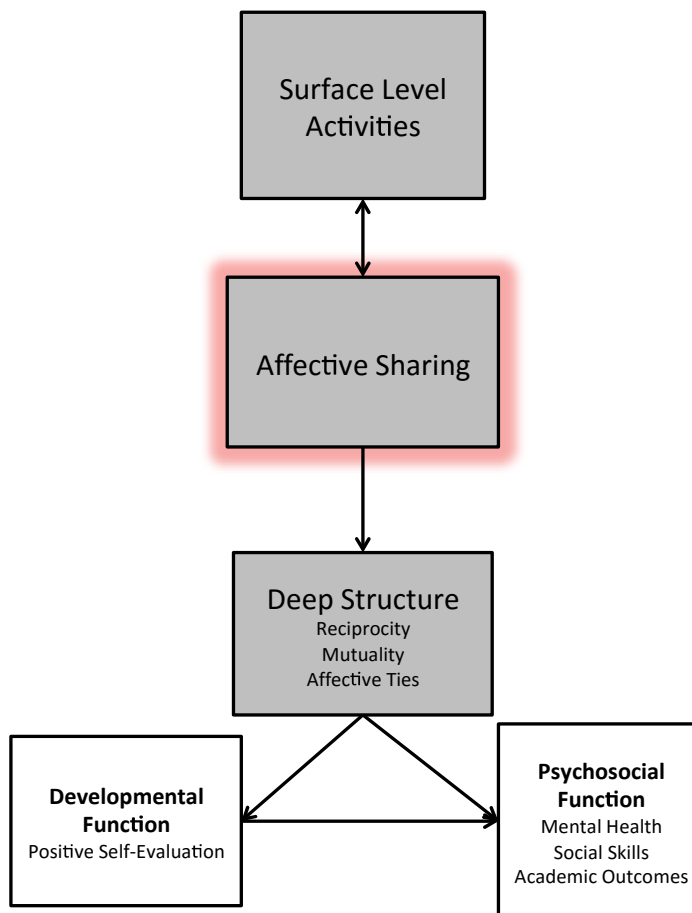 Surface Level
Activities
Affective Sharing
Deep Structure
Reciprocity
Mutuality
Affective Ties
Developmental
Function
Positive Self-Evaluation
Psychosocial
Function
Mental Health
Social Skills
Academic Outcomes